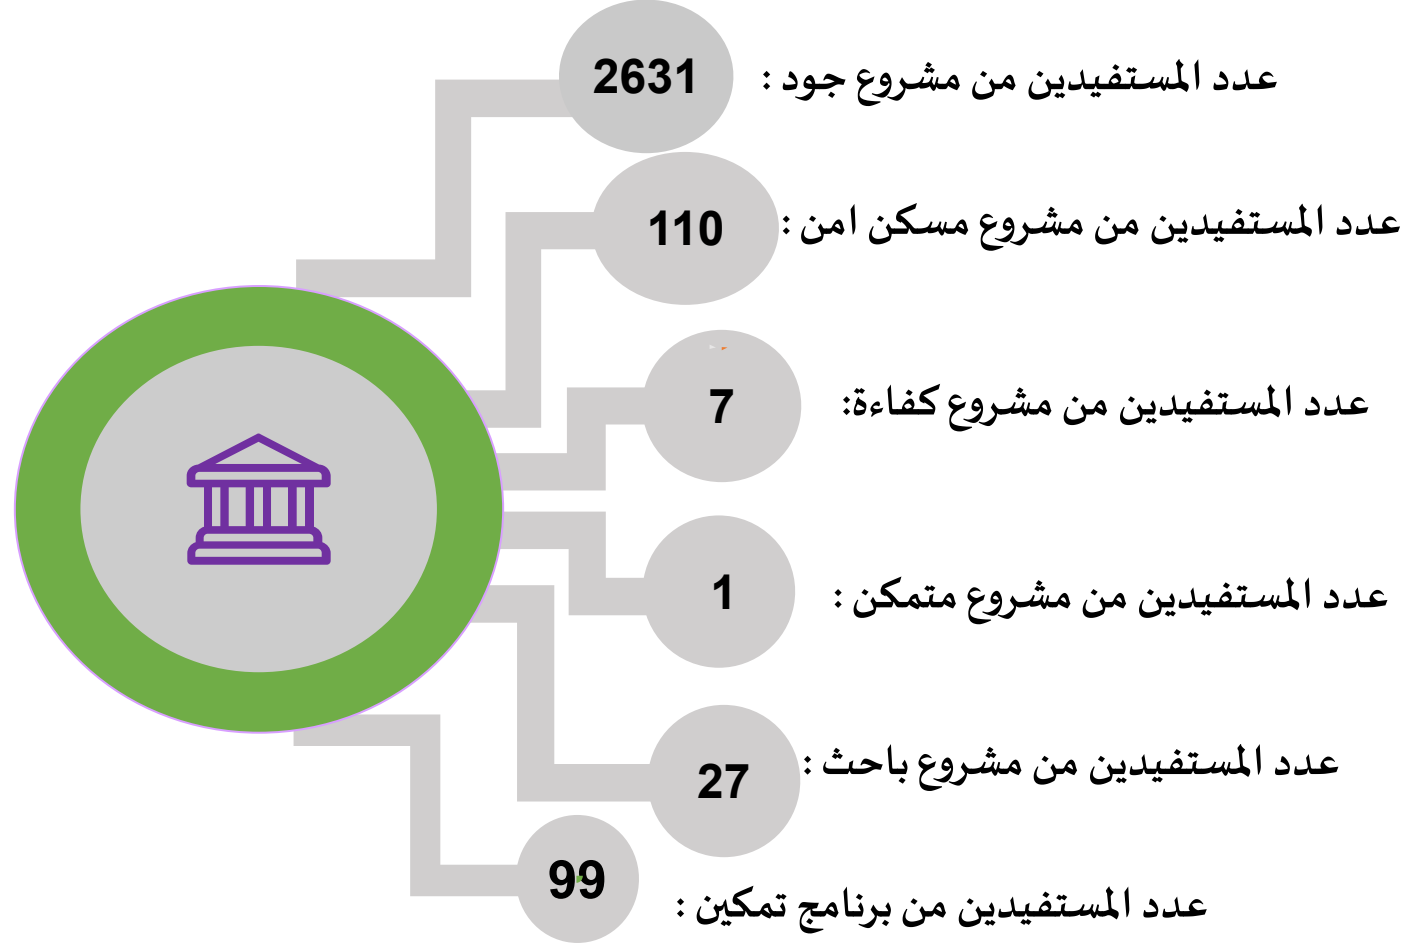 عدد المستفيدين من مشروع جود : 2631
عدد المستفيدين من مشروع مسكن امن : 110
عدد المستفيدين من مشروع كفاءة: 7
عدد المستفيدين من مشروع متمكن : 1
عدد المستفيدين من مشروع باحث : 27
عدد المستفيدين من برنامج تمكين : 99